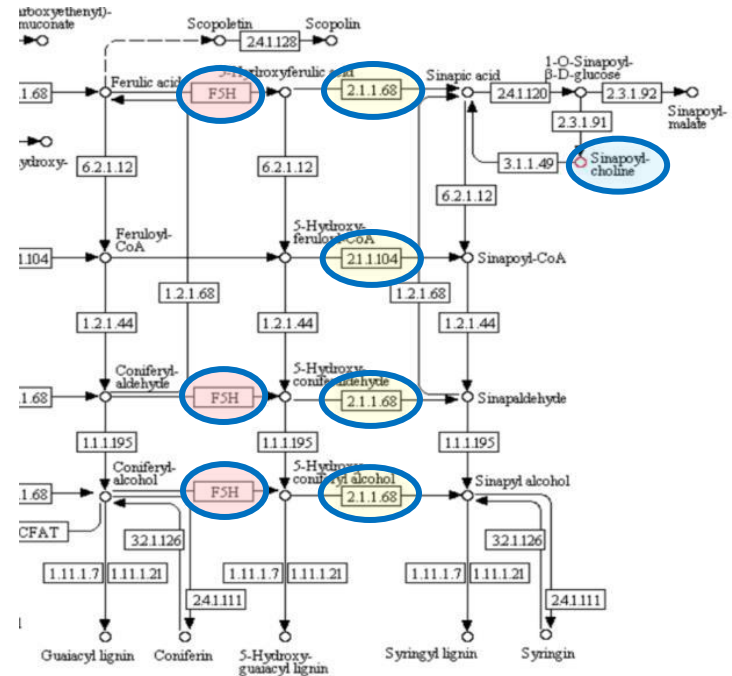 arboxyethenyl)-
muconate
Scopoletin
Scopolin
2.4.1.128
1-O-Sinapoyl-
β-D-glucose
1.68
Ferulic acid
F5H
5-Hydroxyferulic acid
2.1.1.68
Sinapic acid
2.4.1.120
2.3.1.92
Sinapoyl-
malate
2.3.1.91
ydroxy-
6.2.1.12
6.2.1.12
3.1.1.49
Sinapoyl-
choline
6.2.1.12
Feruloyl-
CoA
5-Hydroxy-
feruloyl-CoA
1.104
2.1.1.104
Sinapoyl-CoA
1.2.1.68
1.2.1.68
1.2.1.44
1.2.1.44
1.2.1.44
Coniferyl-
aldehyde
5-Hydroxy-
coniferaldehyde
1.68
F5H
2.1.1.68
Sinapaldehyde
1.1.1.195
1.1.1.195
1.1.1.195
Coniferyl-
alcohol
5-Hydroxy-
coniferyl alcohol
Sinapyl alcohol
1.68
F5H
2.1.1.68
CFAT
3.2.1.126
3.2.1.126
1.11.1.7
1.11.1.21
1.11.1.7
1.11.1.21
1.11.1.7
1.11.1.21
2.4.1.111
2.4.1.111
Guaiacyl lignin
Coniferin
5-Hydroxy-
guaiacyl lignin
Syringyl lignin
Syringin